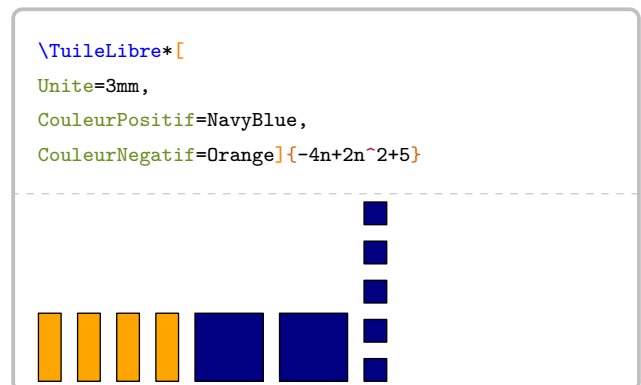 \TuileLibre*[
Unite=3mm,
CouleurPositif=NavyBlue,
CouleurNegatif=Orange]{-4n+2n^2+5}